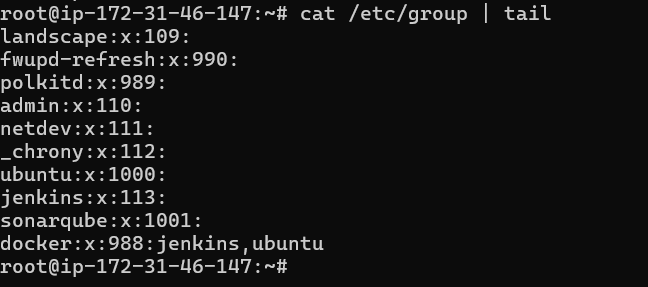 root@ip-172-31-46-147:~# cat /etc/group | tail
landscape:x:109:
fwupd-refresh:x:990:
polkitd:x:989:
admin:x:110:
netdev:x:111:
_chrony:x:112:
ubuntu:x:1000:
jenkins:x:113:
sonarqube:x:1001:
docker:x:988:jenkins,ubuntu
root@ip-172-31-46-147:~#